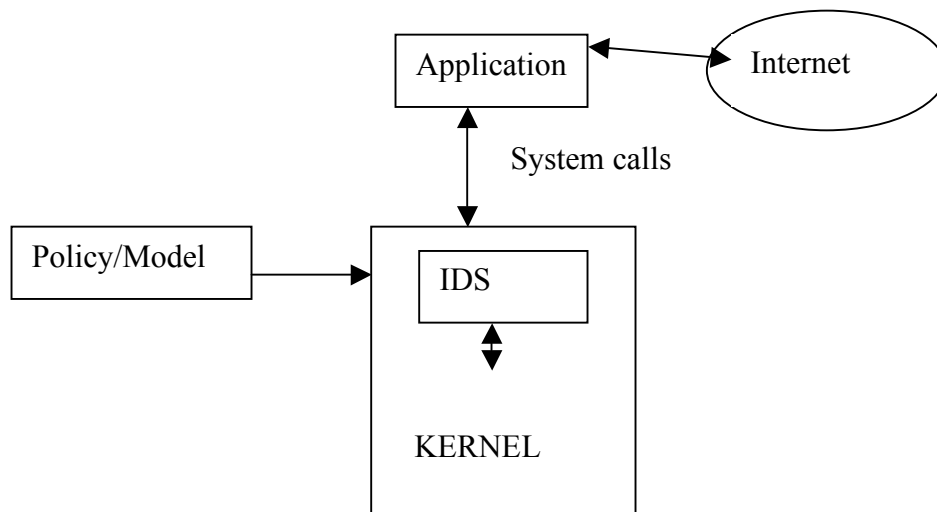 Application
Internet
System calls
Policy/Model
IDS
KERNEL